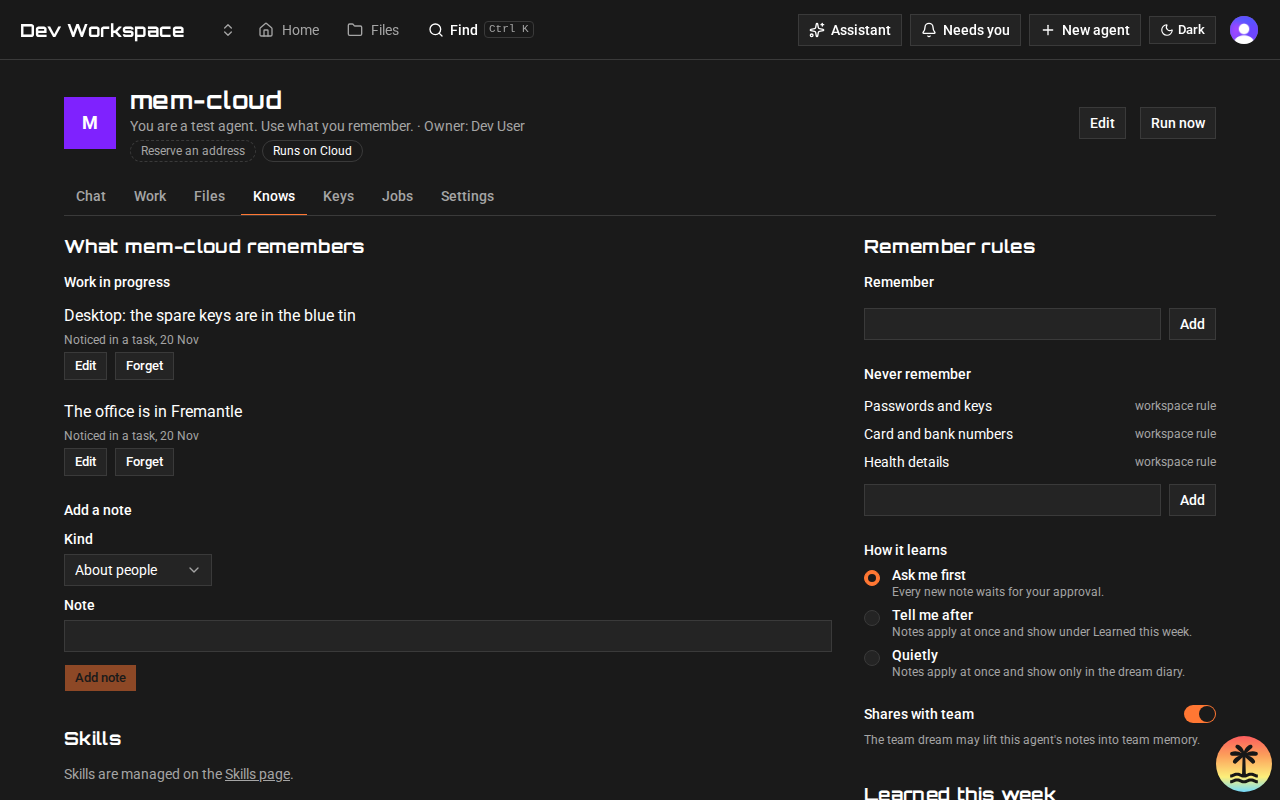 Dev Workspace
Home
Files
Find Ctrl K
Assistant
Needs you
New agent
Dark
M
mem-cloud
You are a test agent. Use what you remember. · Owner: Dev User
Reserve an address
Runs on Cloud
Edit
Run now
Chat
Work
Files
Knows
Keys
Jobs
Settings
What mem-cloud remembers
Work in progress
Desktop: the spare keys are in the blue tin
Noticed in a task, 20 Nov
Edit
Forget
The office is in Fremantle
Noticed in a task, 20 Nov
Edit
Forget
Add a note
Kind
About people
Note
Add note
Skills
Skills are managed on the Skills page.
Remember rules
Remember
Add
Never remember
Passwords and keys workspace rule
Card and bank numbers workspace rule
Health details workspace rule
Add
How it learns
Ask me first
Every new note waits for your approval.
Tell me after
Notes apply at once and show under Learned this week.
Quietly
Notes apply at once and show only in the dream diary.
Shares with team
The team dream may lift this agent's notes into team memory.
Learned this week